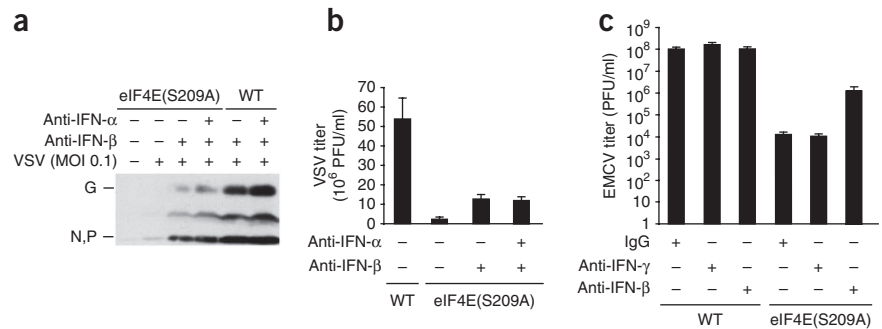 a
eIF4E(S209A) WT
Anti-IFN-α – – – + – +
Anti-IFN-β – – + + + +
VSV (MOI 0.1) – + + + + +
G –
N,P –
b
VSV titer
(10⁶ PFU/ml)
70
60
50
40
30
20
10
0
Anti-IFN-α – – – +
Anti-IFN-β – – + +
WT eIF4E(S209A)
c
EMCV titer (PFU/ml)
10⁹
10⁸
10⁷
10⁶
10⁵
10⁴
10³
10²
10
1
IgG + – – + – –
Anti-IFN-γ – + – – + –
Anti-IFN-β – – + – – +
WT eIF4E(S209A)